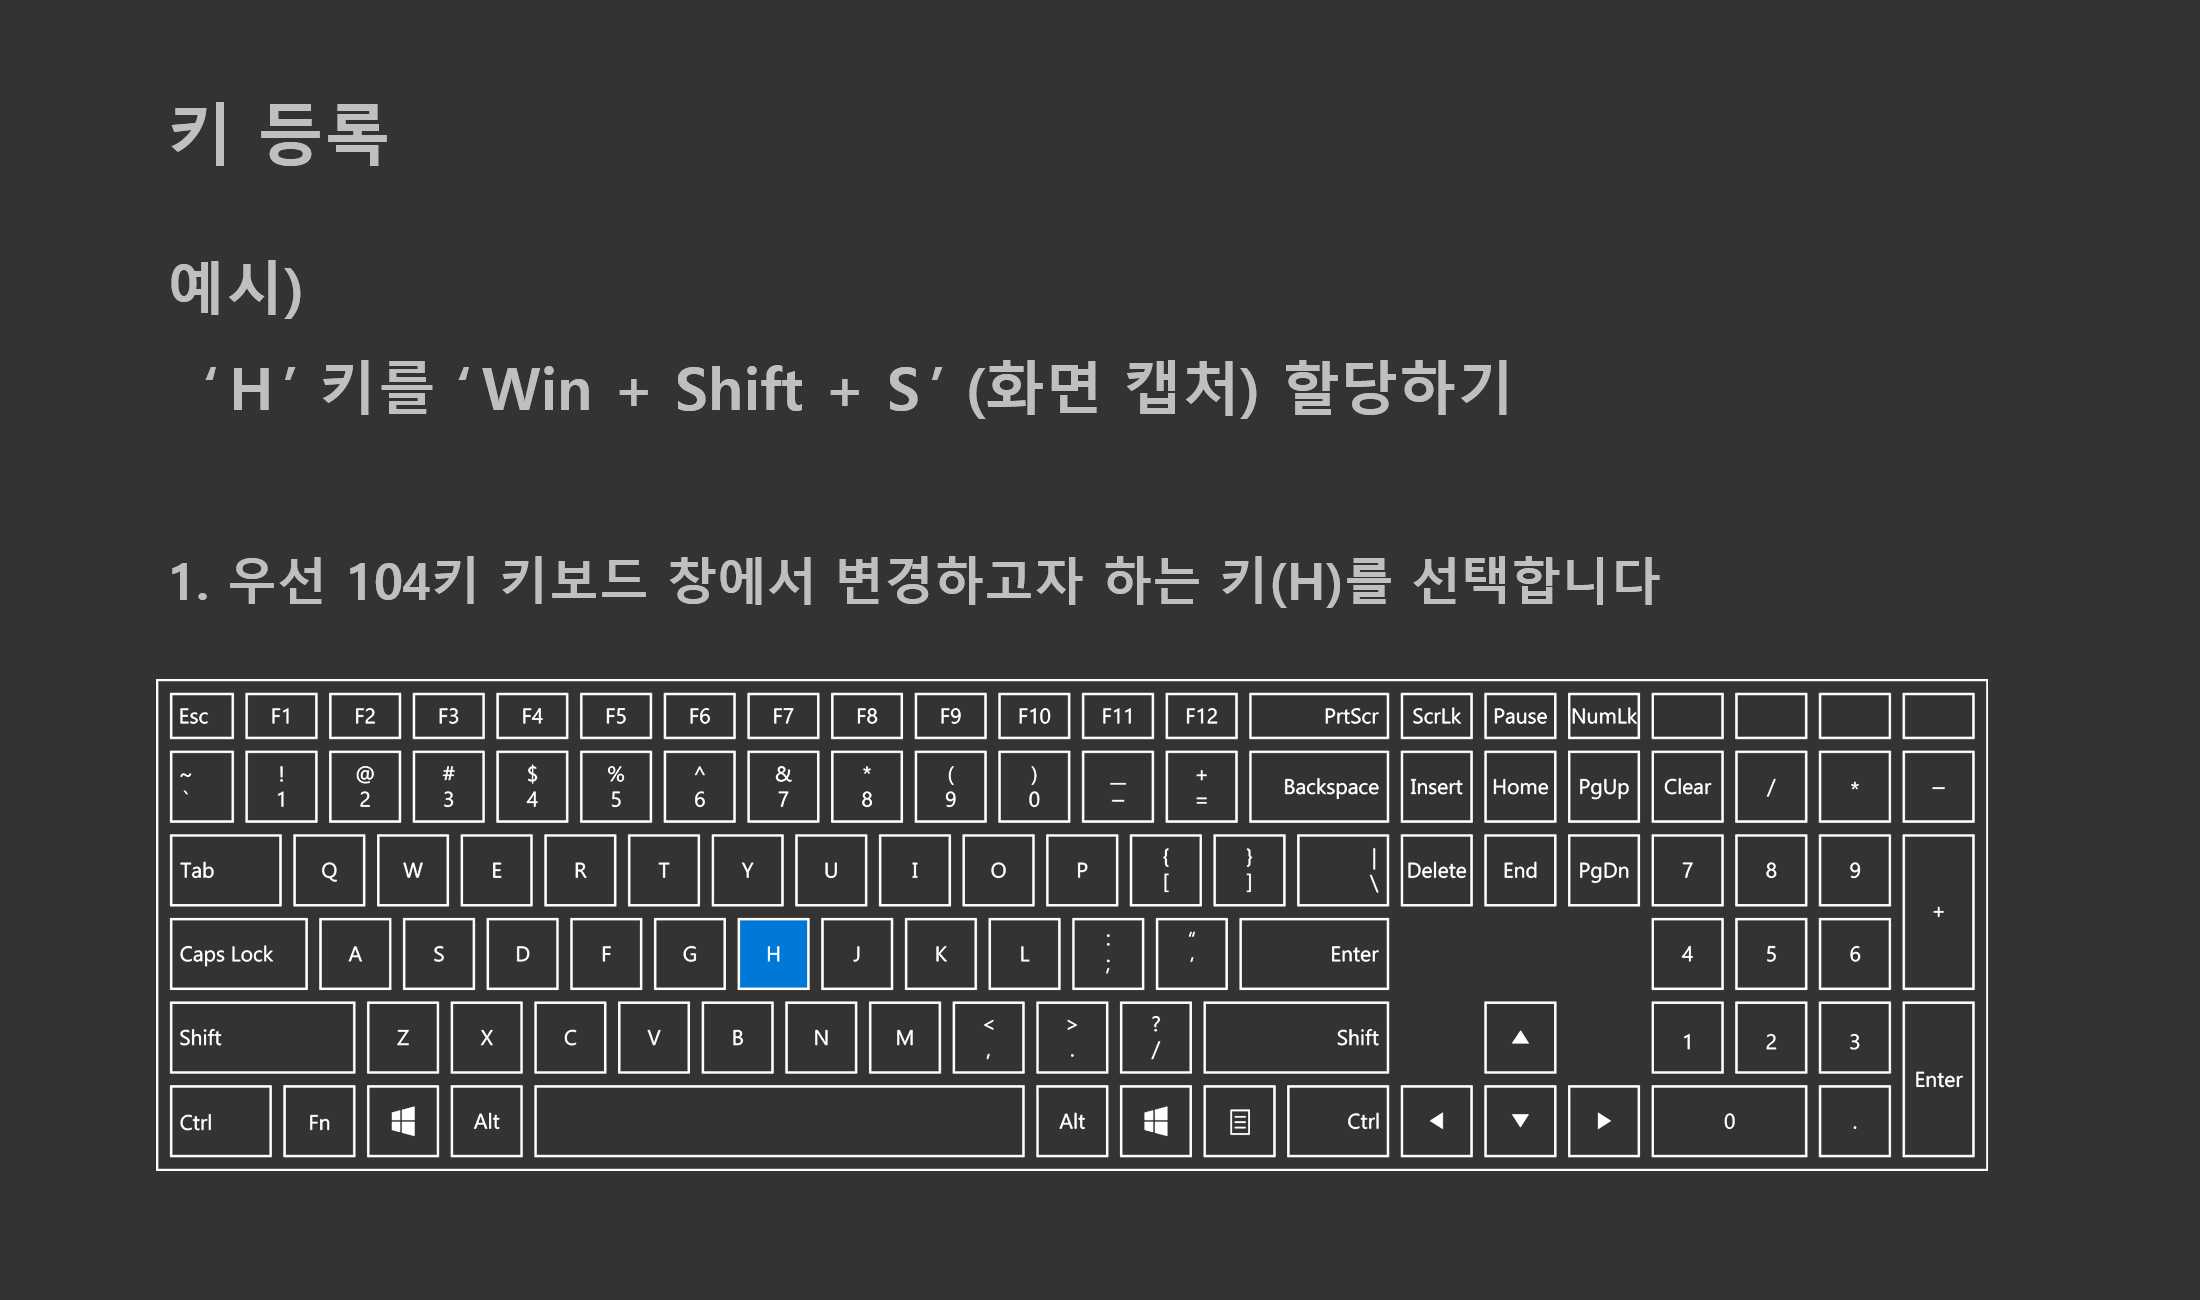 키 등록
예시)
‘H’ 키를 ‘Win + Shift + S’ (화면 캡처) 할당하기
1. 우선 104키 키보드 창에서 변경하고자 하는 키(H)를 선택합니다
Esc F1 F2 F3 F4 F5 F6 F7 F8 F9 F10 F11 F12 PrtScr ScrLk Pause NumLk
~ ! @ # $ % ^ & * ( ) _ +
` 1 2 3 4 5 6 7 8 9 0 - = Backspace Insert Home PgUp Clear / * -
Tab Q W E R T Y U I O P { [ } ] | \ Delete End PgDn 7 8 9 +
Caps Lock A S D F G H J K L : ; " ' Enter 4 5 6
Shift Z X C V B N M < , > . ? / Shift ▲ 1 2 3 Enter
Ctrl Fn Alt Alt Ctrl ◀ ▼ ▶ 0 .